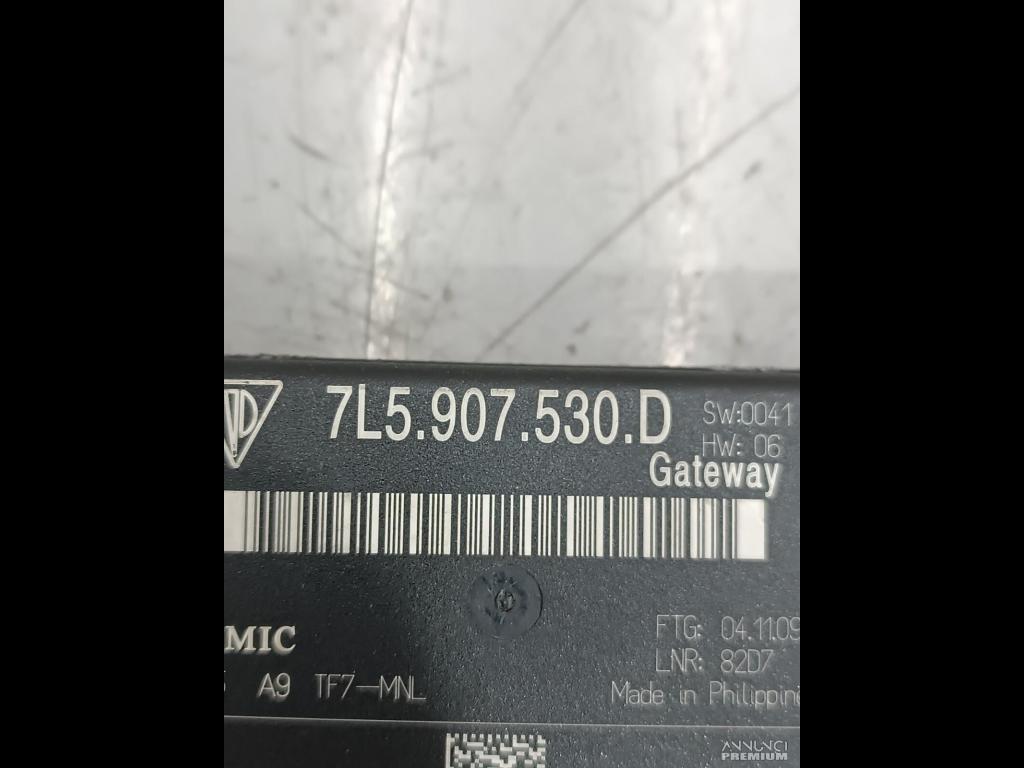 7L5.907.530.D
SW:0041
HW: 06
Gateway
MIC
FTG: 04.11.09
LNR: 82D7
A9 TF7-MNL
Made in Philippine
ANNUNCI
PREMIUM